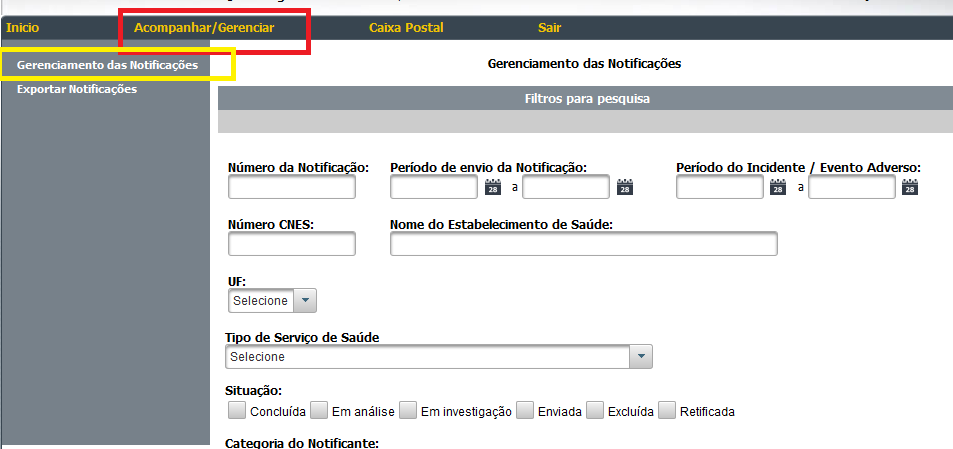 Inicio Acompanhar/Gerenciar Caixa Postal Sair
Gerenciamento das Notificações
Exportar Notificações
Gerenciamento das Notificações
Filtros para pesquisa
Número da Notificação: Período de envio da Notificação: Período do Incidente / Evento Adverso:
28 a 28 28 a 28
Número CNES: Nome do Estabelecimento de Saúde:
UF:
Selecione
Tipo de Serviço de Saúde
Selecione
Situação:
Concluída Em análise Em investigação Enviada Excluída Retificada
Categoria do Notificante: